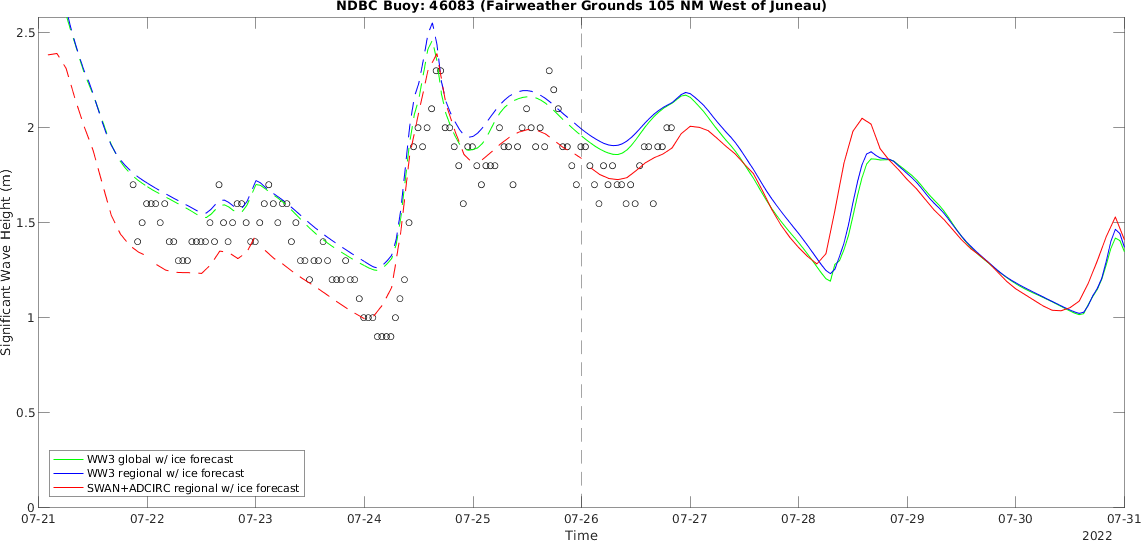 NDBC Buoy: 46083 (Fairweather Grounds 105 NM West of Juneau)
2.5
2
1.5
1
0.5
0
Significant Wave Height (m)
WW3 global w/ ice forecast
WW3 regional w/ ice forecast
SWAN+ADCIRC regional w/ ice forecast
07-21 07-22 07-23 07-24 07-25 07-26 07-27 07-28 07-29 07-30 07-31
Time
2022